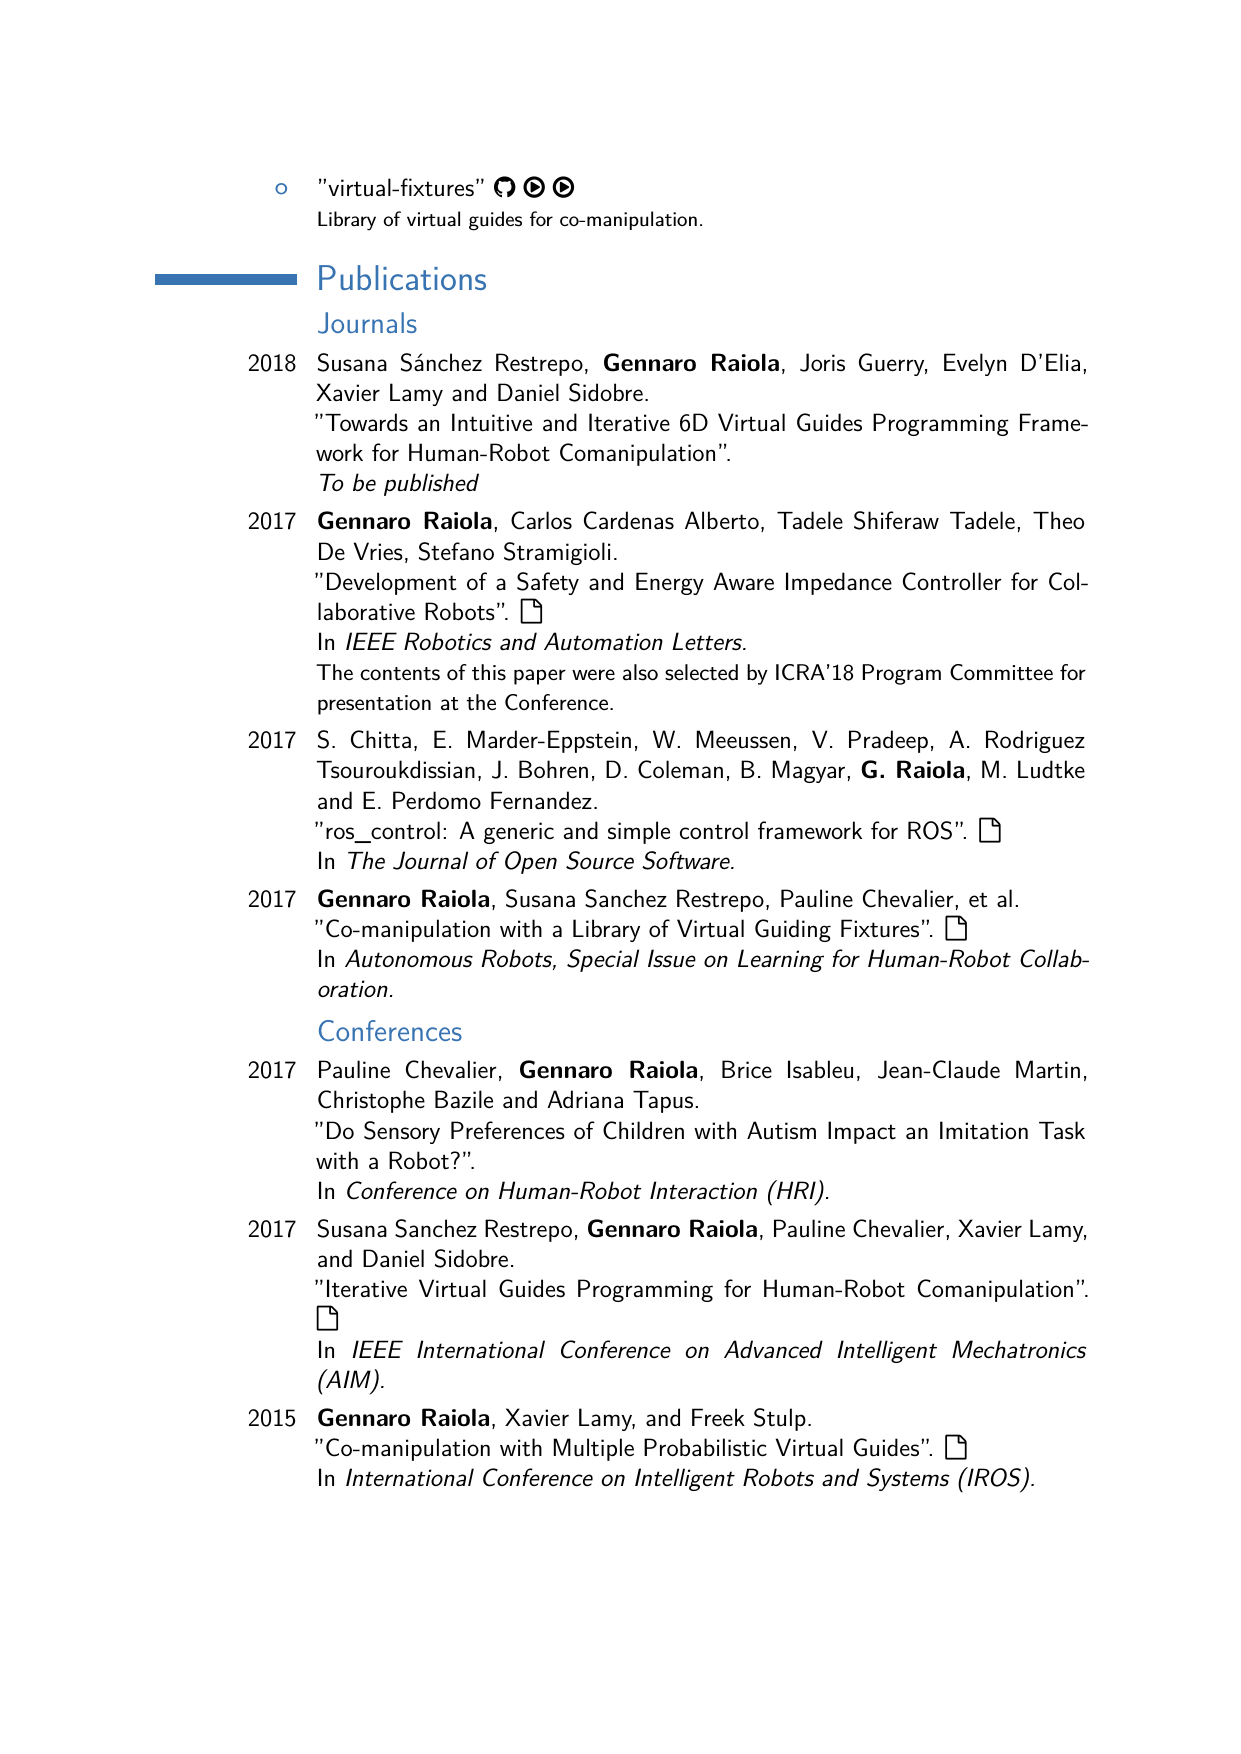 "virtual-fixtures"
Library of virtual guides for co-manipulation.
Publications
Journals
2018 Susana Sánchez Restrepo, Gennaro Raiola, Joris Guerry, Evelyn D'Elia,
Xavier Lamy and Daniel Sidobre.
"Towards an Intuitive and Iterative 6D Virtual Guides Programming Frame-
work for Human-Robot Comanipulation".
To be published
2017 Gennaro Raiola, Carlos Cardenas Alberto, Tadele Shiferaw Tadele, Theo
De Vries, Stefano Stramigioli.
"Development of a Safety and Energy Aware Impedance Controller for Col-
laborative Robots".
In IEEE Robotics and Automation Letters.
The contents of this paper were also selected by ICRA'18 Program Committee for
presentation at the Conference.
2017 S. Chitta, E. Marder-Eppstein, W. Meeussen, V. Pradeep, A. Rodriguez
Tsouroukdissian, J. Bohren, D. Coleman, B. Magyar, G. Raiola, M. Ludtke
and E. Perdomo Fernandez.
"ros_control: A generic and simple control framework for ROS".
In The Journal of Open Source Software.
2017 Gennaro Raiola, Susana Sanchez Restrepo, Pauline Chevalier, et al.
"Co-manipulation with a Library of Virtual Guiding Fixtures".
In Autonomous Robots, Special Issue on Learning for Human-Robot Collab-
oration.
Conferences
2017 Pauline Chevalier, Gennaro Raiola, Brice Isableu, Jean-Claude Martin,
Christophe Bazile and Adriana Tapus.
"Do Sensory Preferences of Children with Autism Impact an Imitation Task
with a Robot?".
In Conference on Human-Robot Interaction (HRI).
2017 Susana Sanchez Restrepo, Gennaro Raiola, Pauline Chevalier, Xavier Lamy,
and Daniel Sidobre.
"Iterative Virtual Guides Programming for Human-Robot Comanipulation".
In IEEE International Conference on Advanced Intelligent Mechatronics
(AIM).
2015 Gennaro Raiola, Xavier Lamy, and Freek Stulp.
"Co-manipulation with Multiple Probabilistic Virtual Guides".
In International Conference on Intelligent Robots and Systems (IROS).